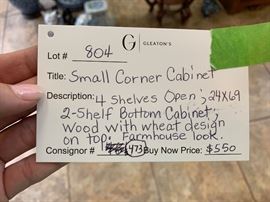 Lot # 804 G GLEATON'S
Title: Small Corner Cabinet
Description: 4 Shelves Open; 24x69
2-Shelf Bottom Cabinet;
Wood with wheat design
on top. Farmhouse look.
Consignor # 473 Buy Now Price: $550